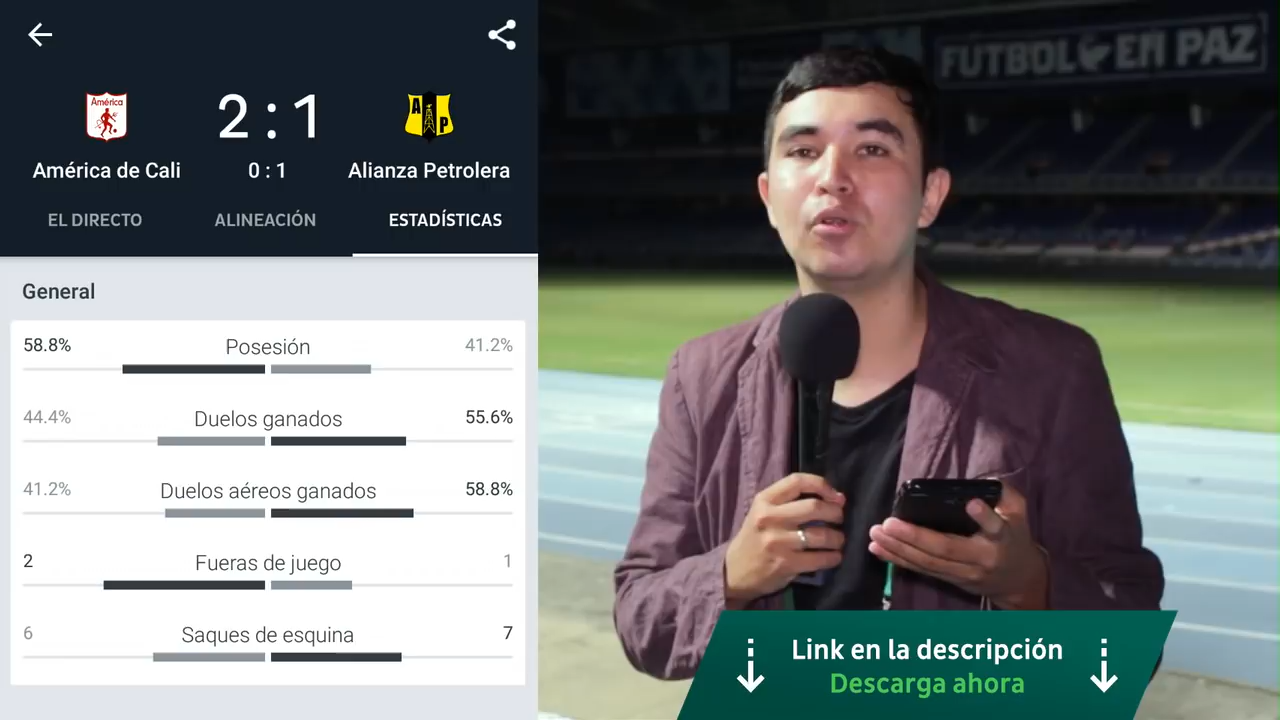 América
2 : 1
A
P
América de Cali
0 : 1
Alianza Petrolera
EL DIRECTO
ALINEACIÓN
ESTADÍSTICAS
General
58.8% Posesión 41.2%
44.4% Duelos ganados 55.6%
41.2% Duelos aéreos ganados 58.8%
2 Fueras de juego 1
6 Saques de esquina 7
FUTBOL EN PAZ
Link en la descripción
Descarga ahora